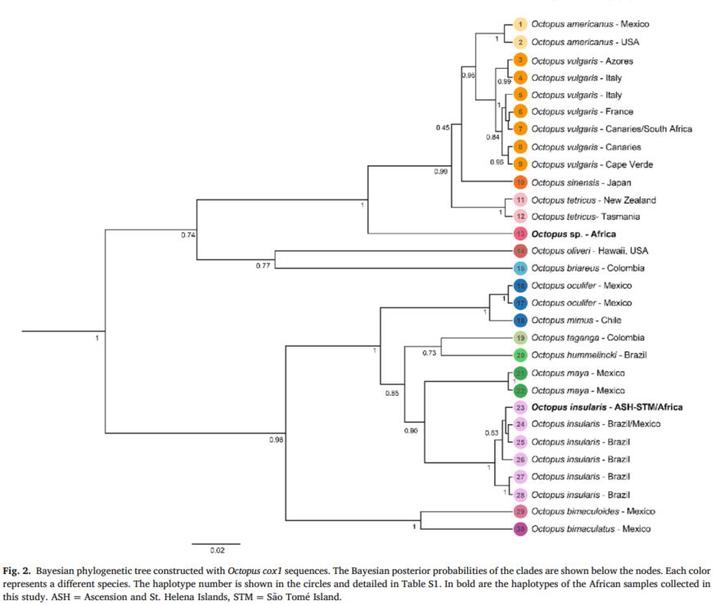 1 Octopus americanus - Mexico
1
2 Octopus americanus - USA
3 Octopus vulgaris - Azores
0.96
0.99
4 Octopus vulgaris - Italy
5 Octopus vulgaris - Italy
1
6 Octopus vulgaris - France
7 Octopus vulgaris - Canaries/South Africa
0.45
0.84
8 Octopus vulgaris - Canaries
0.95
9 Octopus vulgaris - Cape Verde
0.99
10 Octopus sinensis - Japan
11 Octopus tetricus - New Zealand
1
1
12 Octopus tetricus- Tasmania
0.74
13 Octopus sp. - Africa
14 Octopus oliveri - Hawaii, USA
0.77
15 Octopus briareus - Colombia
16 Octopus oculifer - Mexico
1
17 Octopus oculifer - Mexico
1
18 Octopus mimus - Chile
1
19 Octopus taganga - Colombia
1
0.73
20 Octopus hummelincki - Brazil
21 Octopus maya - Mexico
1
0.85
22 Octopus maya - Mexico
23 Octopus insularis - ASH-STM/Africa
24 Octopus insularis - Brazil/Mexico
0.90
0.53
25 Octopus insularis - Brazil
0.98
26 Octopus insularis - Brazil
1
27 Octopus insularis - Brazil
1
28 Octopus insularis - Brazil
29 Octopus bimaculoides - Mexico
1
30 Octopus bimaculatus - Mexico
0.02
Fig. 2. Bayesian phylogenetic tree constructed with Octopus cox1 sequences. The Bayesian posterior probabilities of the clades are shown below the nodes. Each color
represents a different species. The haplotype number is shown in the circles and detailed in Table S1. In bold are the haplotypes of the African samples collected in
this study. ASH = Ascension and St. Helena Islands, STM = São Tomé Island.